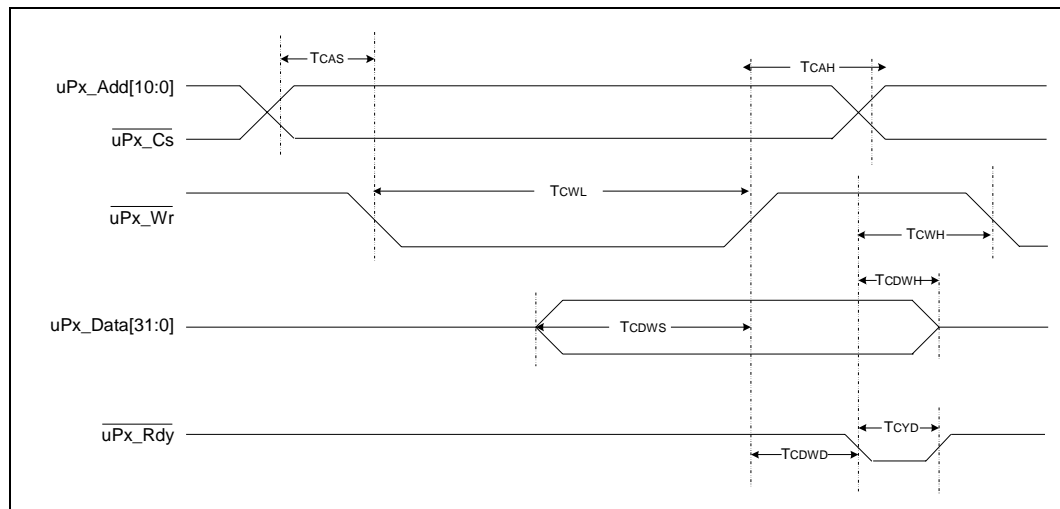 TCAS
TCAH
uPx_Add[10:0]
uPx_Cs
TCWL
uPx_Wr
TCWH
TCDWH
uPx_Data[31:0]
TCDWS
uPx_Rdy
TCYD
TCDWD